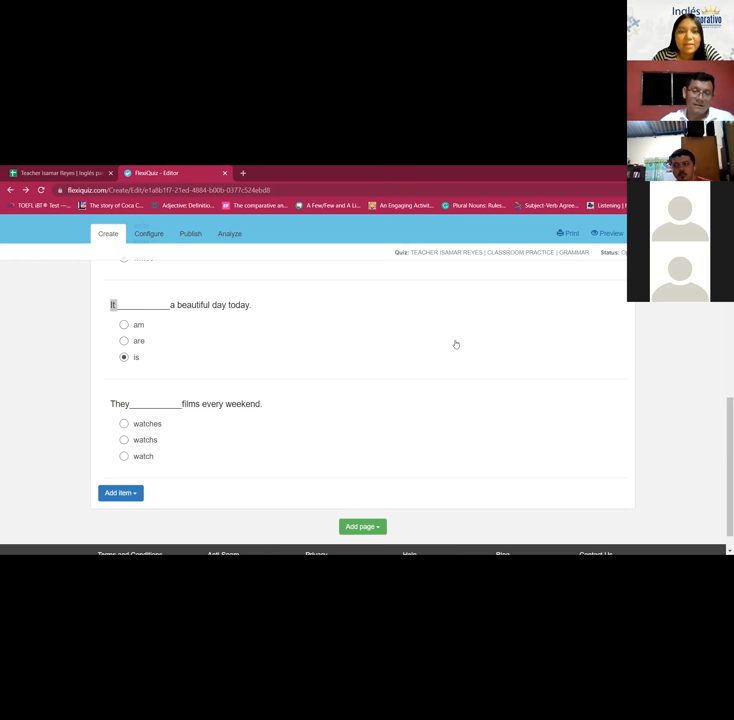 Inglés
orativo
Teacher Isamar Reyes | Inglés pa
FlexiQuiz - Editor
flexiquiz.com/Create/Edit/e1a8b1f7-21ed-4884-b00b-0377c524ebd8
TOEFL iBT® Test —...
The story of Coca C...
Adjective: Definitio...
The comparative an...
A Few/Few and A Li...
An Engaging Activit...
Plural Nouns: Rules...
Subject-Verb Agree...
Listening |
Create
Configure
Publish
Analyze
Print
Preview
Quiz: TEACHER ISAMAR REYES | CLASSROOM PRACTICE | GRAMMAR
Status: O
It___________a beautiful day today.
am
are
is
They___________films every weekend.
watches
watchs
watch
Add item
Add page
Terms and Conditions
Anti-Spam
Privacy
Help
Blog
Contact Us